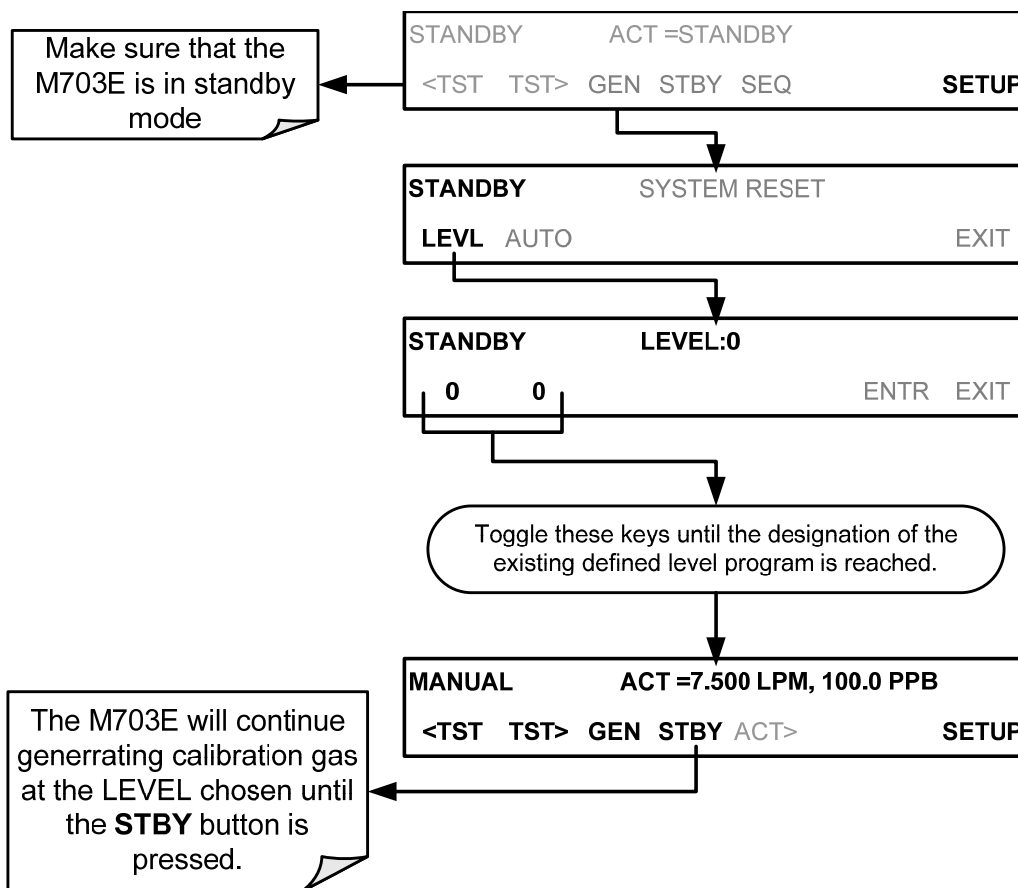 Make sure that the
M703E is in standby
mode
STANDBY ACT =STANDBY
<TST TST> GEN STBY SEQ SETUP
STANDBY SYSTEM RESET
LEVL AUTO EXIT
STANDBY LEVEL:0
0 0 ENTR EXIT
Toggle these keys until the designation of the
existing defined level program is reached.
MANUAL ACT =7.500 LPM, 100.0 PPB
<TST TST> GEN STBY ACT> SETUP
The M703E will continue
generrating calibration gas
at the LEVEL chosen until
the STBY button is
pressed.